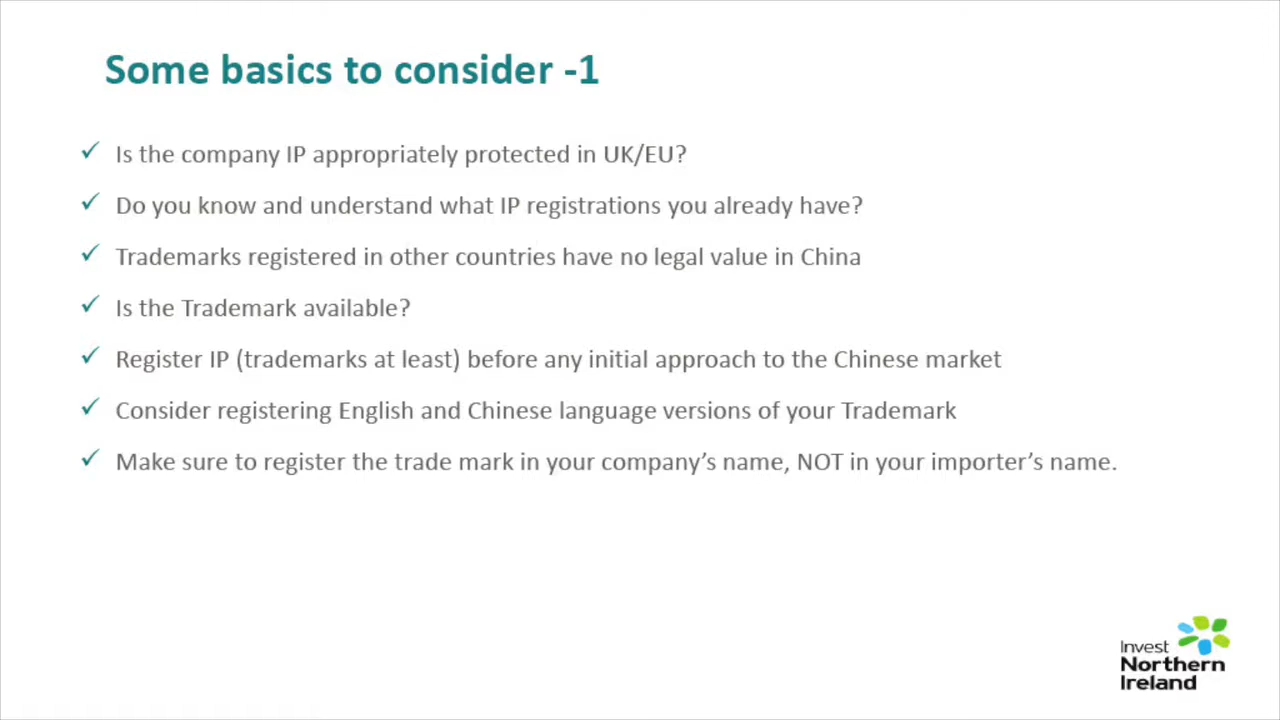 Some basics to consider -1
Is the company IP appropriately protected in UK/EU?
Do you know and understand what IP registrations you already have?
Trademarks registered in other countries have no legal value in China
Is the Trademark available?
Register IP (trademarks at least) before any initial approach to the Chinese market
Consider registering English and Chinese language versions of your Trademark
Make sure to register the trade mark in your company’s name, NOT in your importer’s name.
Invest
Northern
Ireland